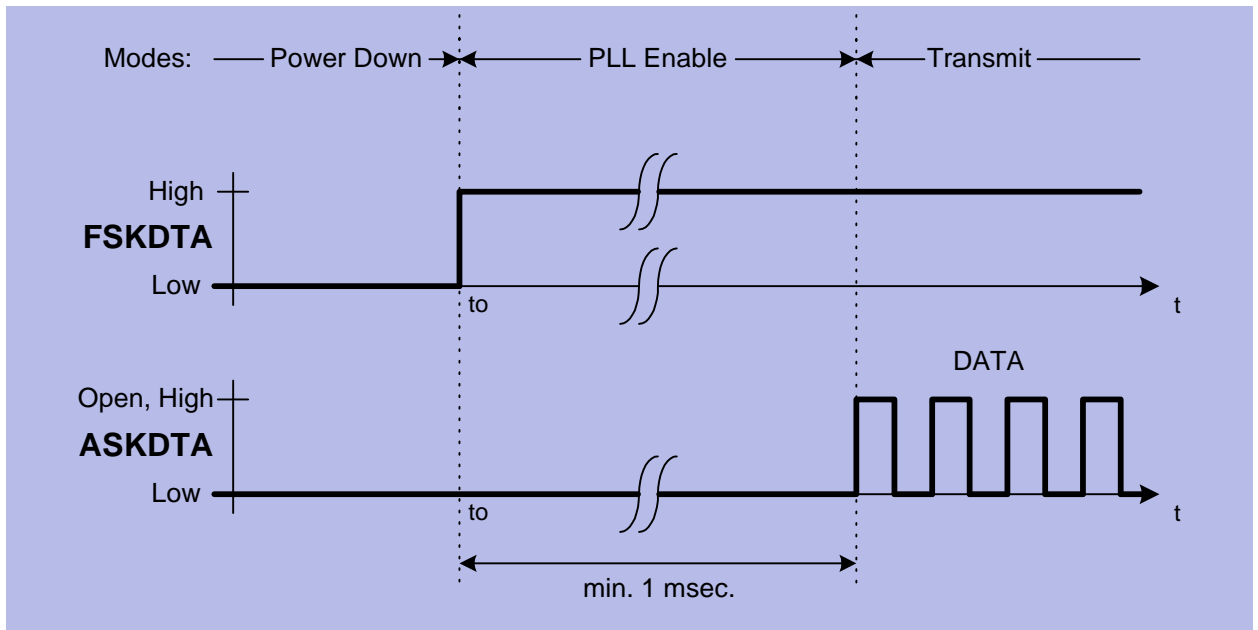 Modes: Power Down PLL Enable Transmit
High
FSKDTA
Low
to
t
DATA
Open, High
ASKDTA
Low
to
t
min. 1 msec.